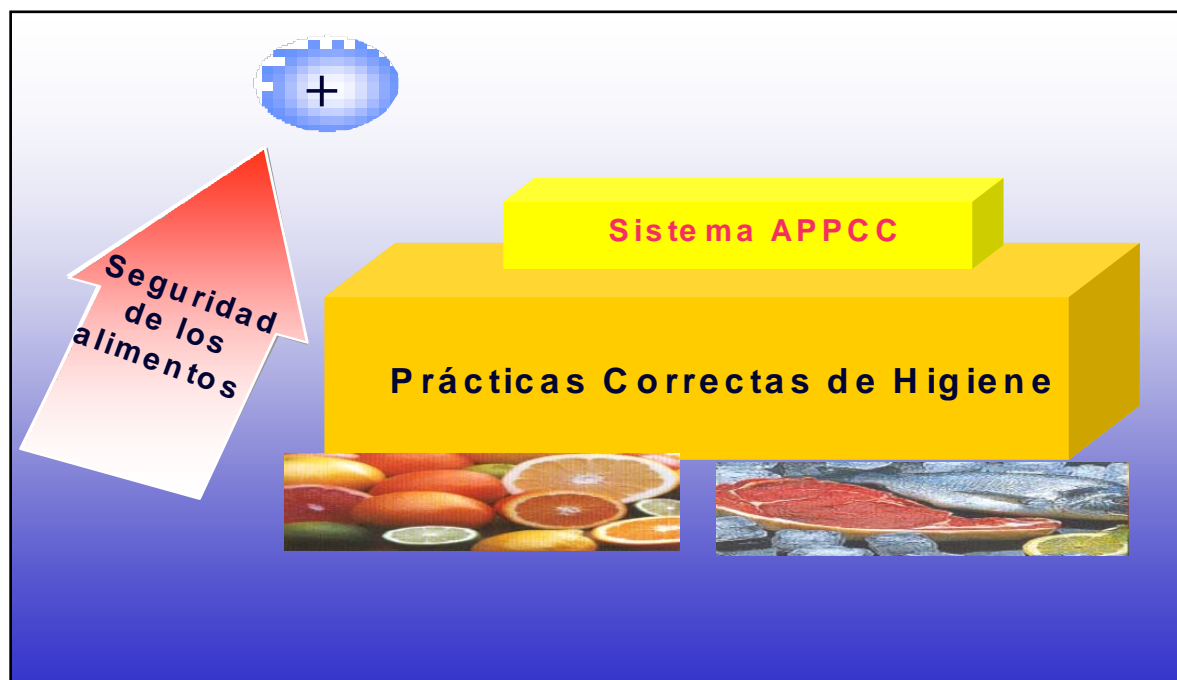 +
Seguridad
de los
alimentos
Sistema APPCC
Prácticas Correctas de Higiene